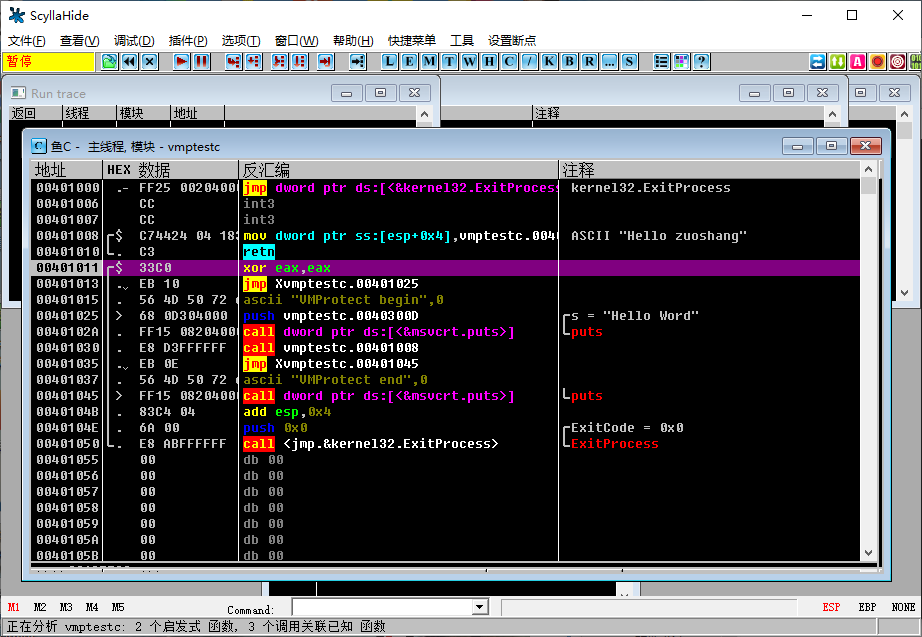 ScyllaHide
文件(F) 查看(V) 调试(D) 插件(P) 选项(T) 窗口(W) 帮助(H) 快捷菜单 工具 设置断点
暂停 L E M T W H C / K B R ... S ? A
Run trace
返回 线程 模块 地址 注释
C 鱼C - 主线程, 模块 - vmptestc
地址 HEX 数据 反汇编 注释
00401000 .- FF25 00204000 jmp dword ptr ds:[<&kernel32.ExitProcess kernel32.ExitProcess
00401006 CC int3
00401007 CC int3
00401008 $ C74424 04 183 mov dword ptr ss:[esp+0x4],vmptestc.0040 ASCII "Hello zuoshang"
00401010 . C3 retn
00401011 $ 33C0 xor eax,eax
00401013 . EB 10 jmp Xvmptestc.00401025
00401015 . 56 4D 50 72 ascii "VMProtect begin",0
00401025 > 68 0D304000 push vmptestc.0040300D s = "Hello Word"
0040102A . FF15 08204000 call dword ptr ds:[<&msvcrt.puts>] puts
00401030 . E8 D3FFFFFF call vmptestc.00401008
00401035 . EB 0E jmp Xvmptestc.00401045
00401037 . 56 4D 50 72 ascii "VMProtect end",0
00401045 > FF15 08204000 call dword ptr ds:[<&msvcrt.puts>] puts
0040104B . 83C4 04 add esp,0x4
0040104E . 6A 00 push 0x0 ExitCode = 0x0
00401050 . E8 ABFFFFFF call <jmp.&kernel32.ExitProcess> ExitProcess
00401055 00 db 00
00401056 00 db 00
00401057 00 db 00
00401058 00 db 00
00401059 00 db 00
0040105A 00 db 00
0040105B 00 db 00
M1 M2 M3 M4 M5 Command: ESP EBP NONE
正在分析 vmptestc: 2 个启发式 函数, 3 个调用关联已知 函数